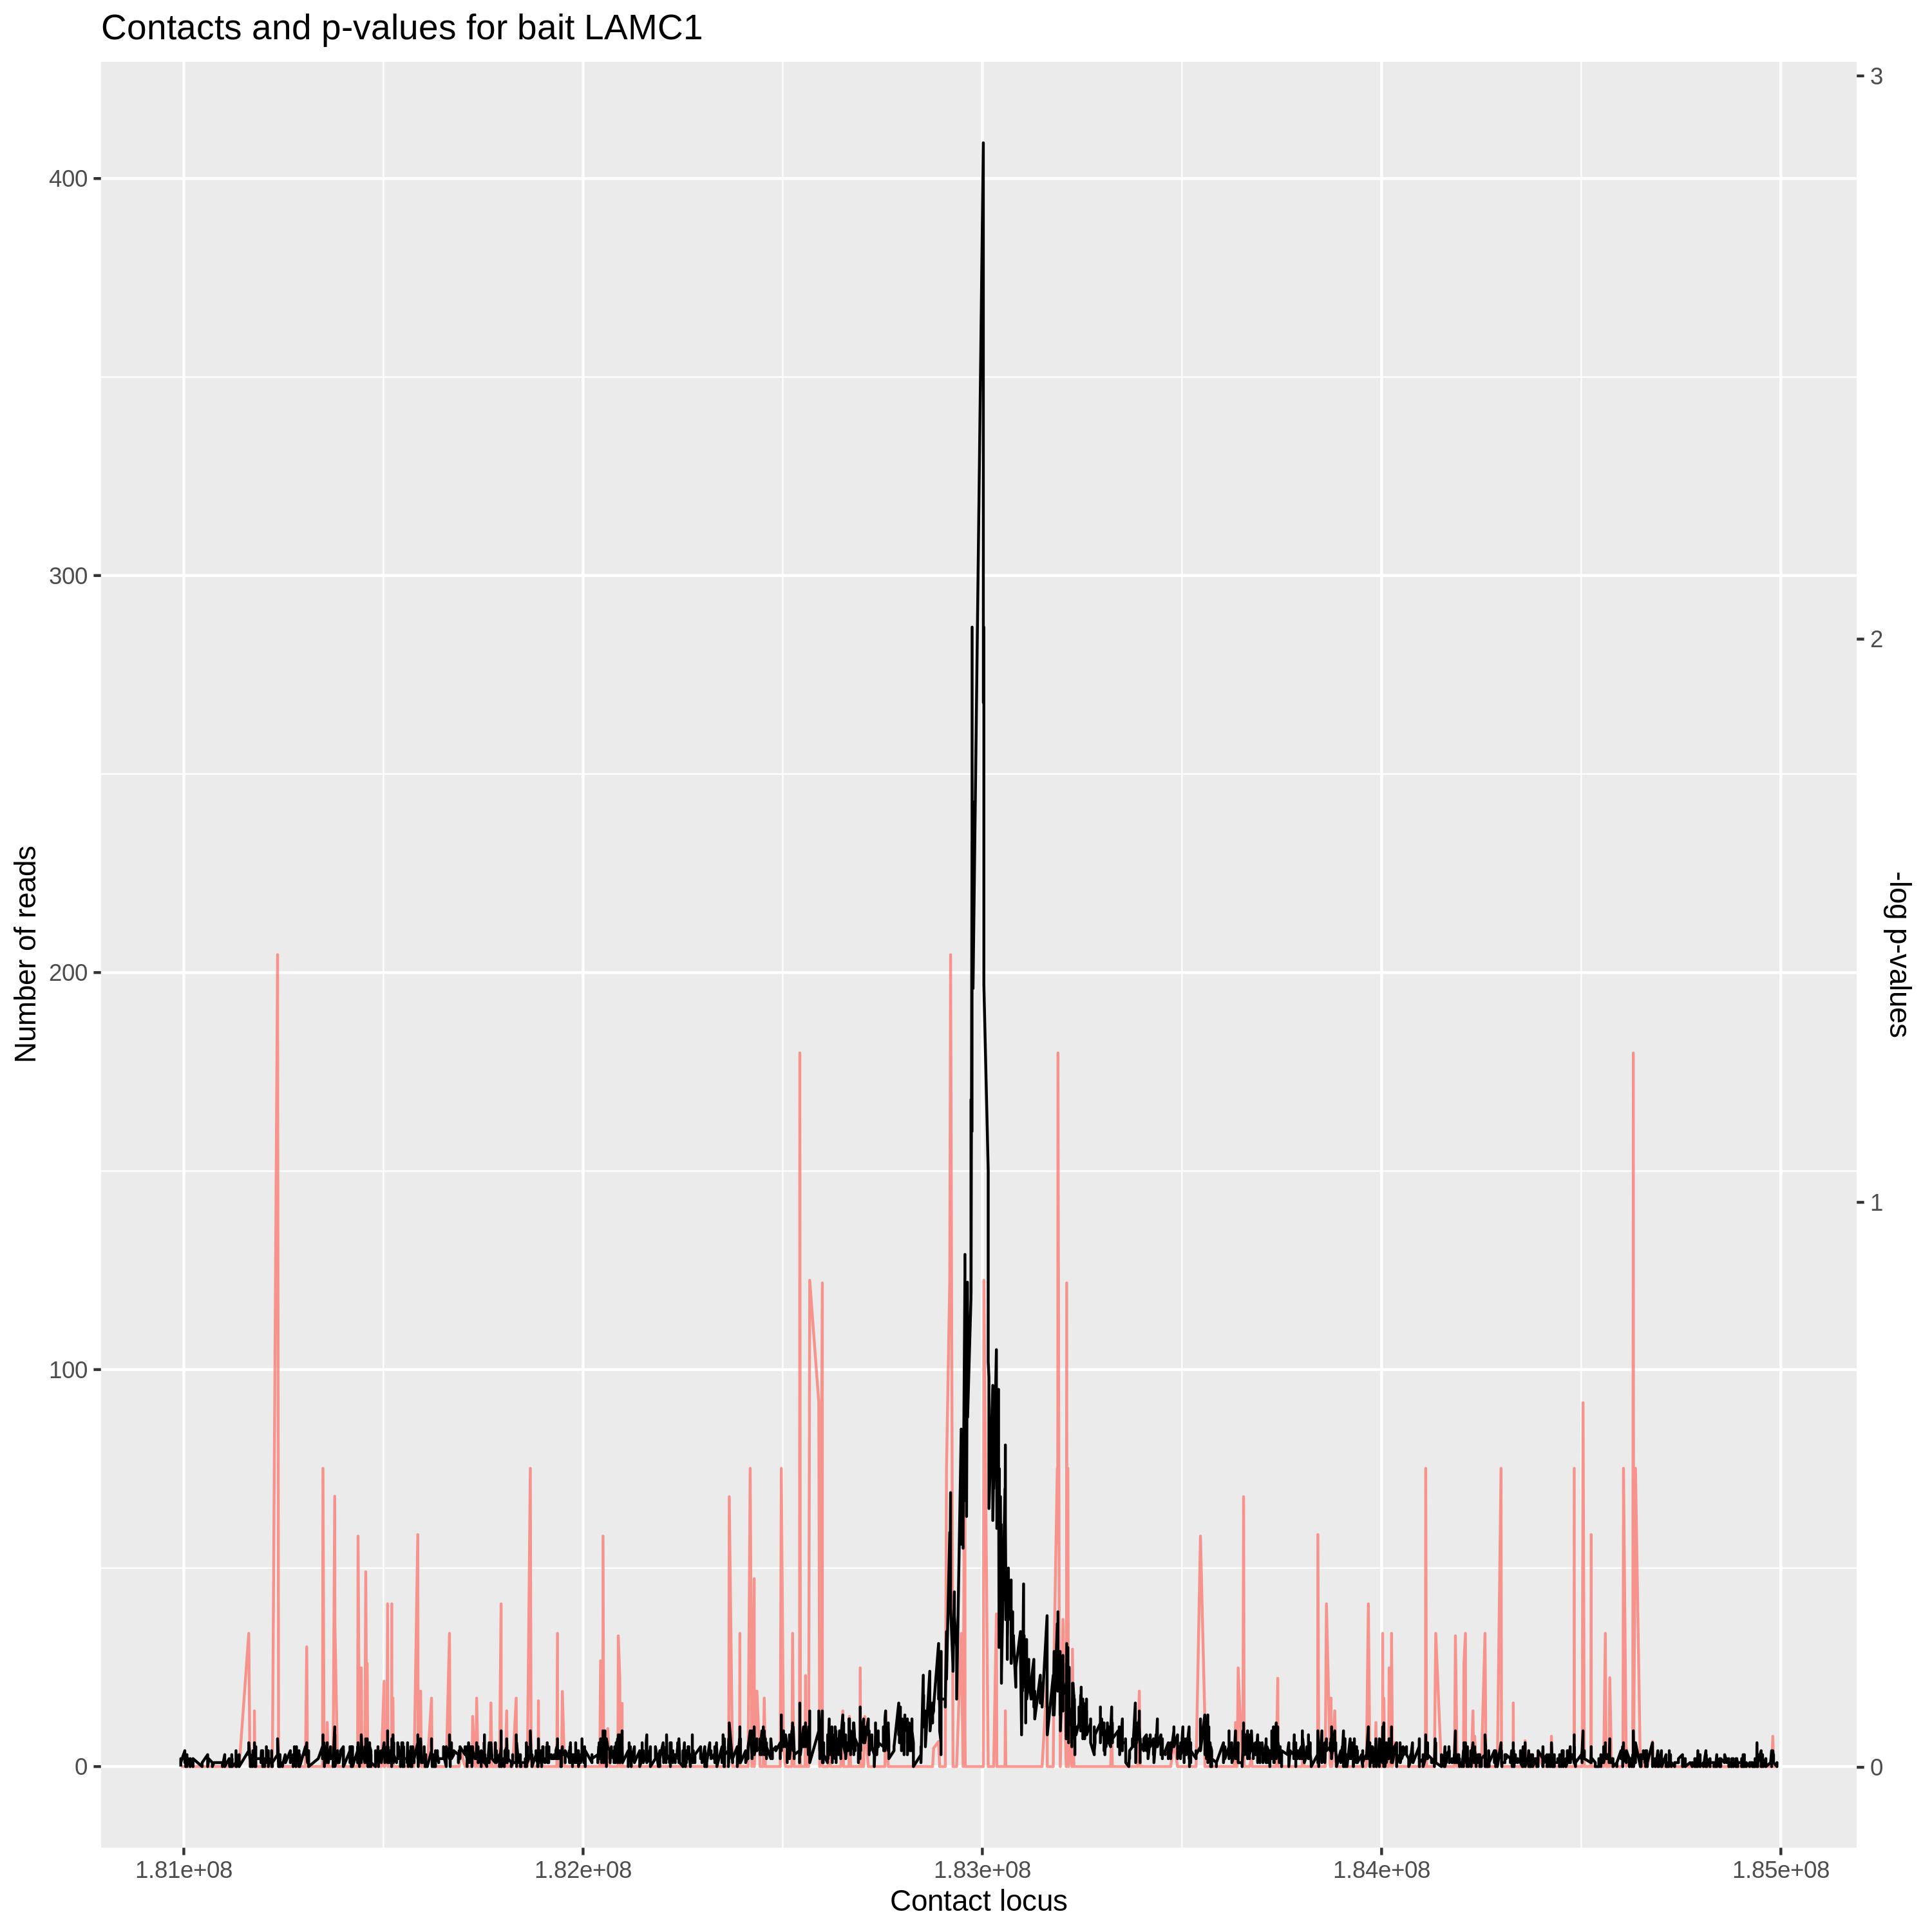 Contacts and p-values for bait LAMC1
Number of reads
400
300
200
100
0
3
2
1
0
-log p-values
1.81e+08
1.82e+08
1.83e+08
1.84e+08
1.85e+08
Contact locus